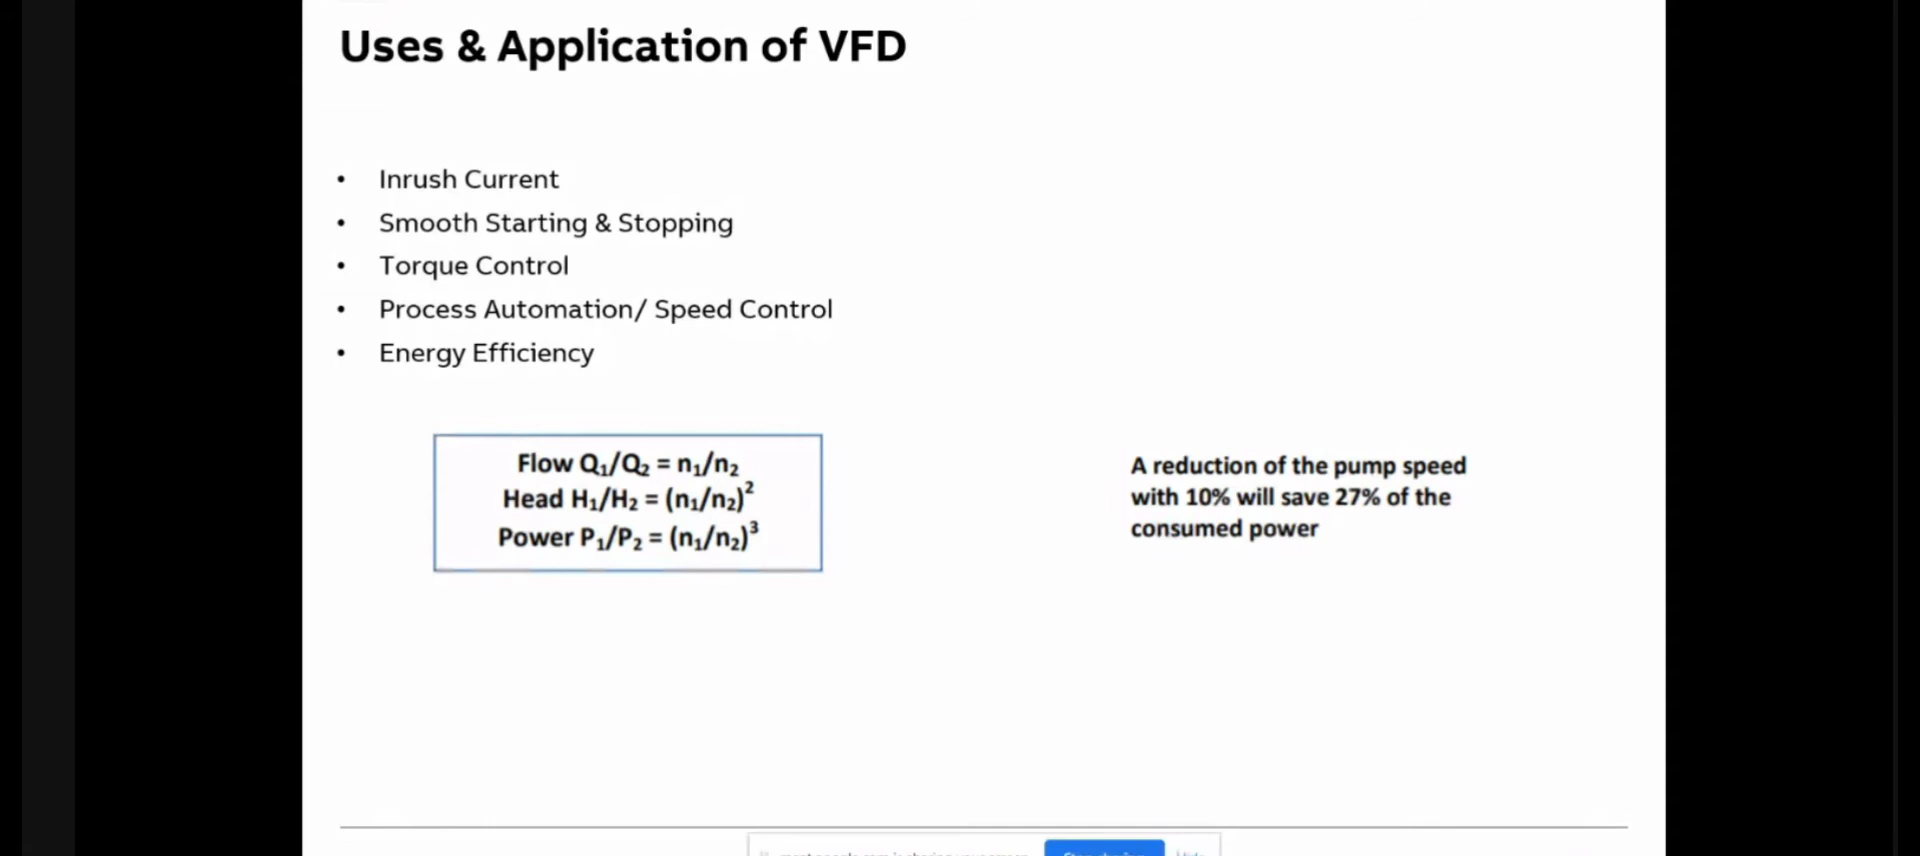 Uses & Application of VFD
• Inrush Current
• Smooth Starting & Stopping
• Torque Control
• Process Automation/ Speed Control
• Energy Efficiency
Flow Q₁/Q₂ = n₁/n₂
Head H₁/H₂ = (n₁/n₂)²
Power P₁/P₂ = (n₁/n₂)³
A reduction of the pump speed
with 10% will save 27% of the
consumed power